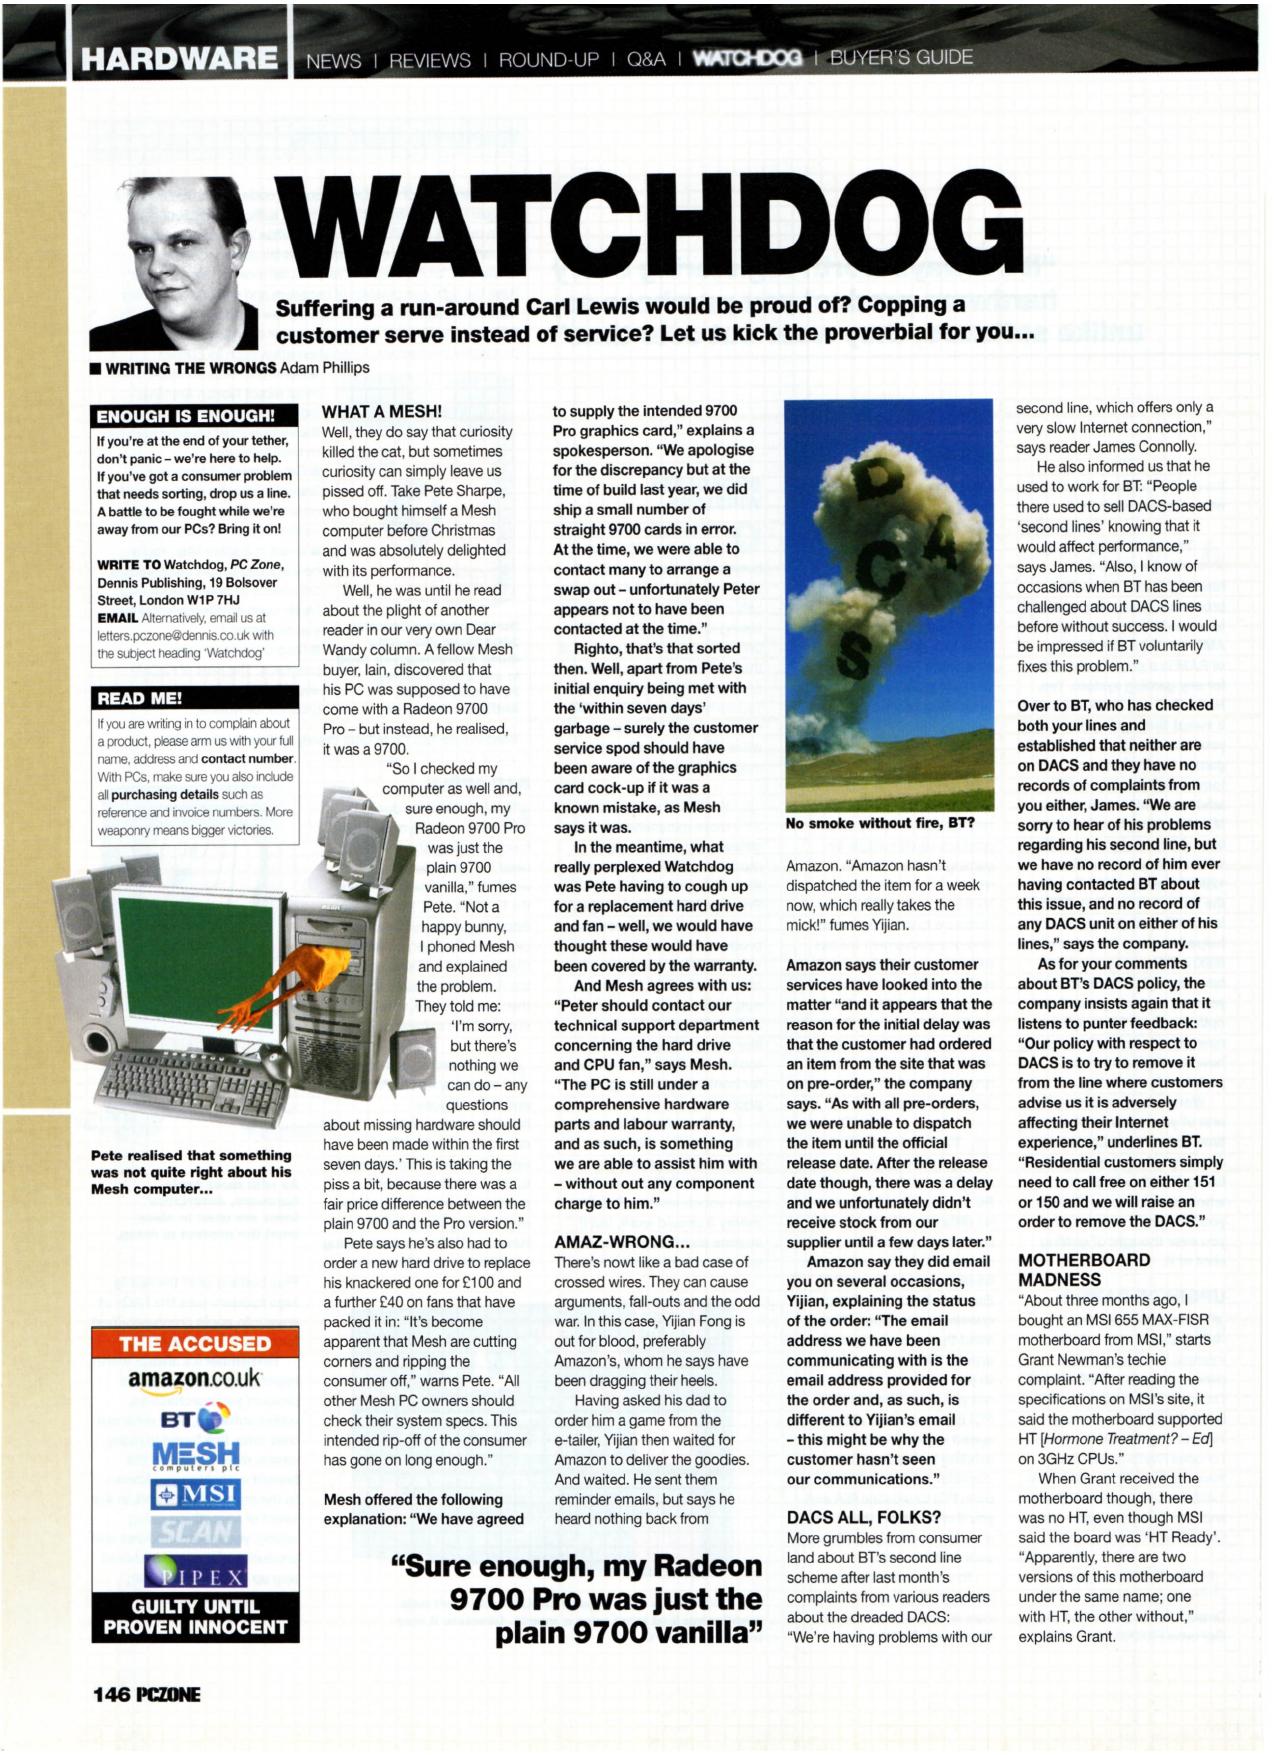 HARDWARE
NEWS | REVIEWS | ROUND-UP | Q&A | WATCHDOG | BUYER'S GUIDE
WATCHDOG
Suffering a run-around Carl Lewis would be proud of? Copping a
customer serve instead of service? Let us kick the proverbial for you...
■ WRITING THE WRONGS Adam Phillips
ENOUGH IS ENOUGH!
If you're at the end of your tether,
don't panic – we're here to help.
If you've got a consumer problem
that needs sorting, drop us a line.
A battle to be fought while we're
away from our PCs? Bring it on!
WRITE TO Watchdog, PC Zone,
Dennis Publishing, 19 Bolsover
Street, London W1P 7HJ
EMAIL Alternatively, email us at
letters.pczone@dennis.co.uk with
the subject heading 'Watchdog'
READ ME!
If you are writing in to complain about
a product, please arm us with your full
name, address and contact number.
With PCs, make sure you also include
all purchasing details such as
reference and invoice numbers. More
weaponry means bigger victories.
Pete realised that something
was not quite right about his
Mesh computer...
THE ACCUSED
amazon.co.uk
BT
MESH
computers plc
MSI
SCAN
PIPEX
GUILTY UNTIL
PROVEN INNOCENT
WHAT A MESH!
Well, they do say that curiosity
killed the cat, but sometimes
curiosity can simply leave us
pissed off. Take Pete Sharpe,
who bought himself a Mesh
computer before Christmas
and was absolutely delighted
with its performance.
Well, he was until he read
about the plight of another
reader in our very own Dear
Wandy column. A fellow Mesh
buyer, Iain, discovered that
his PC was supposed to have
come with a Radeon 9700
Pro – but instead, he realised,
it was a 9700.
"So I checked my
computer as well and,
sure enough, my
Radeon 9700 Pro
was just the
plain 9700
vanilla," fumes
Pete. "Not a
happy bunny,
I phoned Mesh
and explained
the problem.
They told me:
'I'm sorry,
but there's
nothing we
can do – any
questions
about missing hardware should
have been made within the first
seven days.' This is taking the
piss a bit, because there was a
fair price difference between the
plain 9700 and the Pro version."
Pete says he's also had to
order a new hard drive to replace
his knackered one for £100 and
a further £40 on fans that have
packed it in: "It's become
apparent that Mesh are cutting
corners and ripping the
consumer off," warns Pete. "All
other Mesh PC owners should
check their system specs. This
intended rip-off of the consumer
has gone on long enough."
Mesh offered the following
explanation: "We have agreed
to supply the intended 9700
Pro graphics card," explains a
spokesperson. "We apologise
for the discrepancy but at the
time of build last year, we did
ship a small number of
straight 9700 cards in error.
At the time, we were able to
contact many to arrange a
swap out – unfortunately Peter
appears not to have been
contacted at the time."
Righto, that's that sorted
then. Well, apart from Pete's
initial enquiry being met with
the 'within seven days'
garbage – surely the customer
service spod should have
been aware of the graphics
card cock-up if it was a
known mistake, as Mesh
says it was.
In the meantime, what
really perplexed Watchdog
was Pete having to cough up
for a replacement hard drive
and fan – well, we would have
thought these would have
been covered by the warranty.
And Mesh agrees with us:
"Peter should contact our
technical support department
concerning the hard drive
and CPU fan," says Mesh.
"The PC is still under a
comprehensive hardware
parts and labour warranty,
and as such, is something
we are able to assist him with
– without out any component
charge to him."
AMAZ-WRONG...
There's nowt like a bad case of
crossed wires. They can cause
arguments, fall-outs and the odd
war. In this case, Yijian Fong is
out for blood, preferably
Amazon's, whom he says have
been dragging their heels.
Having asked his dad to
order him a game from the
e-tailer, Yijian then waited for
Amazon to deliver the goodies.
And waited. He sent them
reminder emails, but says he
heard nothing back from
"Sure enough, my Radeon
9700 Pro was just the
plain 9700 vanilla"
D
A
C
S
No smoke without fire, BT?
Amazon. "Amazon hasn't
dispatched the item for a week
now, which really takes the
mick!" fumes Yijian.
Amazon says their customer
services have looked into the
matter "and it appears that the
reason for the initial delay was
that the customer had ordered
an item from the site that was
on pre-order," the company
says. "As with all pre-orders,
we were unable to dispatch
the item until the official
release date. After the release
date though, there was a delay
and we unfortunately didn't
receive stock from our
supplier until a few days later."
Amazon say they did email
you on several occasions,
Yijian, explaining the status
of the order: "The email
address we have been
communicating with is the
email address provided for
the order and, as such, is
different to Yijian's email
– this might be why the
customer hasn't seen
our communications."
DACS ALL, FOLKS?
More grumbles from consumer
land about BT's second line
scheme after last month's
complaints from various readers
about the dreaded DACS:
"We're having problems with our
second line, which offers only a
very slow Internet connection,"
says reader James Connolly.
He also informed us that he
used to work for BT: "People
there used to sell DACS-based
'second lines' knowing that it
would affect performance,"
says James. "Also, I know of
occasions when BT has been
challenged about DACS lines
before without success. I would
be impressed if BT voluntarily
fixes this problem."
Over to BT, who has checked
both your lines and
established that neither are
on DACS and they have no
records of complaints from
you either, James. "We are
sorry to hear of his problems
regarding his second line, but
we have no record of him ever
having contacted BT about
this issue, and no record of
any DACS unit on either of his
lines," says the company.
As for your comments
about BT's DACS policy, the
company insists again that it
listens to punter feedback:
"Our policy with respect to
DACS is to try to remove it
from the line where customers
advise us it is adversely
affecting their Internet
experience," underlines BT.
"Residential customers simply
need to call free on either 151
or 150 and we will raise an
order to remove the DACS."
MOTHERBOARD
MADNESS
"About three months ago, I
bought an MSI 655 MAX-FISR
motherboard from MSI," starts
Grant Newman's techie
complaint. "After reading the
specifications on MSI's site, it
said the motherboard supported
HT [Hormone Treatment? – Ed]
on 3GHz CPUs."
When Grant received the
motherboard though, there
was no HT, even though MSI
said the board was 'HT Ready'.
"Apparently, there are two
versions of this motherboard
under the same name; one
with HT, the other without,"
explains Grant.
146 PCZONE